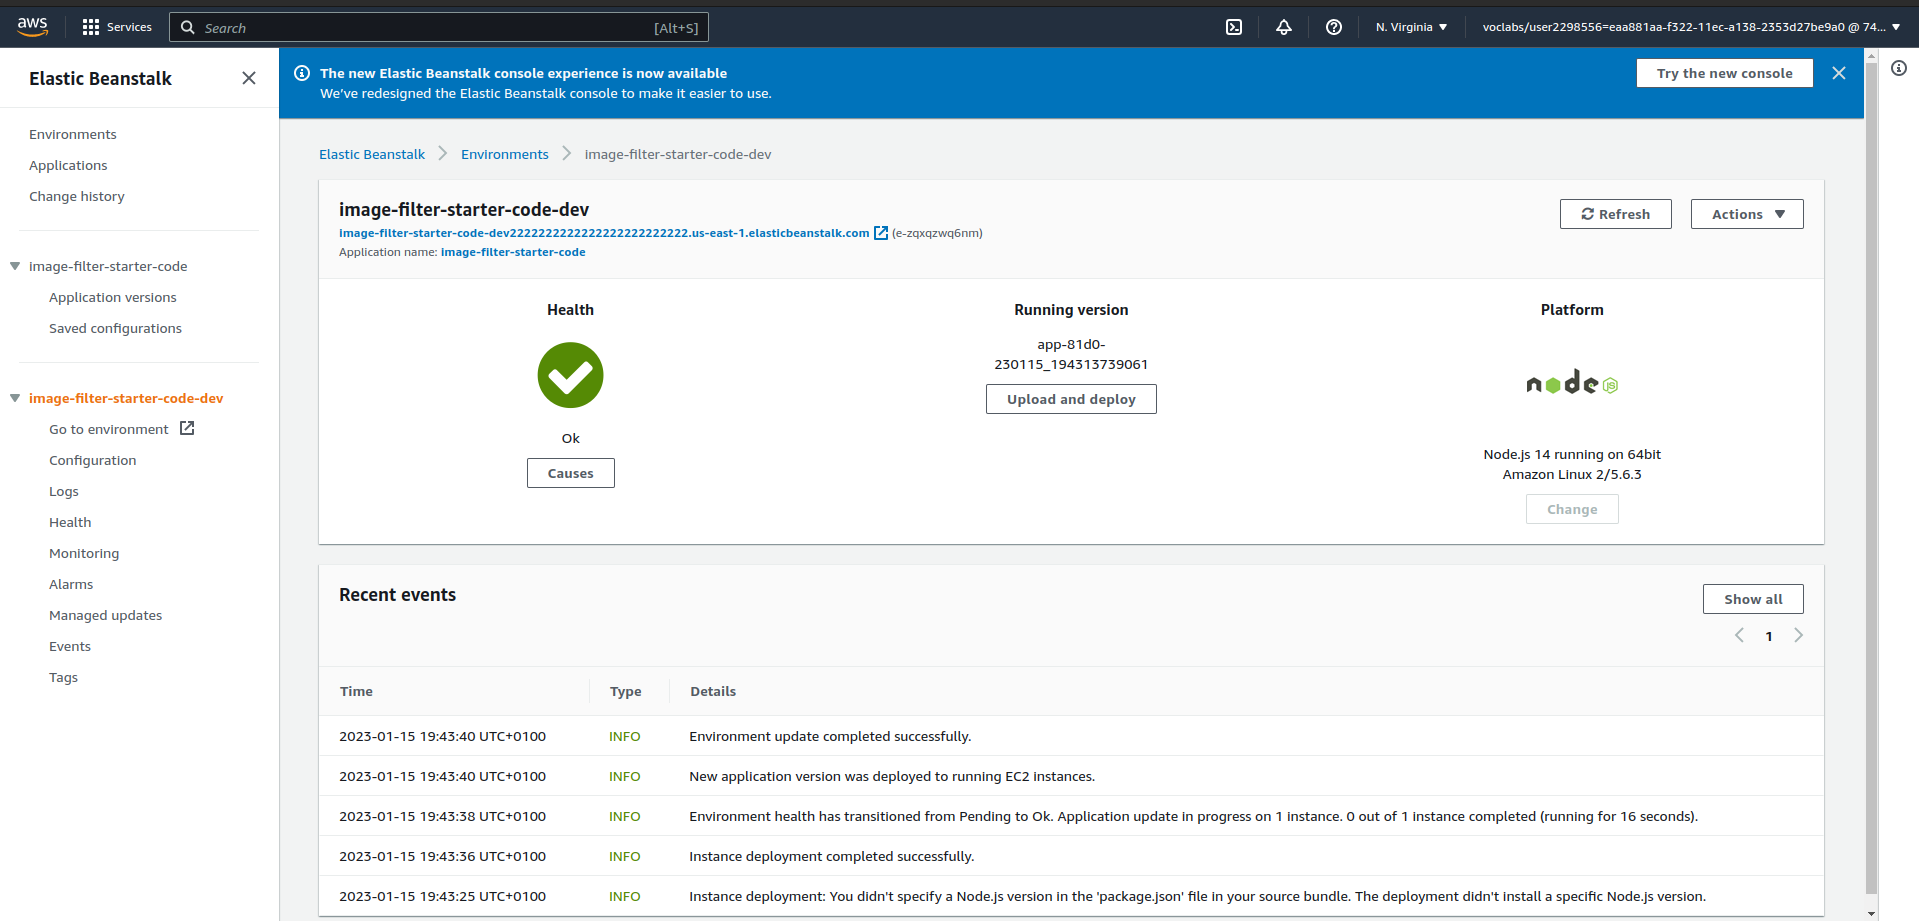 aws
Services
Search
[Alt+S]
N. Virginia
voclabs/user2298556=eaa881aa-f322-11ec-a138-2353d27be9a0 @ 74...
Elastic Beanstalk
Environments
Applications
Change history
image-filter-starter-code
Application versions
Saved configurations
image-filter-starter-code-dev
Go to environment
Configuration
Logs
Health
Monitoring
Alarms
Managed updates
Events
Tags
The new Elastic Beanstalk console experience is now available
We've redesigned the Elastic Beanstalk console to make it easier to use.
Try the new console
Elastic Beanstalk
Environments
image-filter-starter-code-dev
image-filter-starter-code-dev
image-filter-starter-code-dev2222222222222222222222222.us-east-1.elasticbeanstalk.com (e-zqxqzwq6nm)
Application name: image-filter-starter-code
Refresh
Actions
Health
Ok
Causes
Running version
app-81d0-
230115_194313739061
Upload and deploy
Platform
node JS
Node.js 14 running on 64bit
Amazon Linux 2/5.6.3
Change
Recent events
Show all
1
Time Type Details
2023-01-15 19:43:40 UTC+0100 INFO Environment update completed successfully.
2023-01-15 19:43:40 UTC+0100 INFO New application version was deployed to running EC2 instances.
2023-01-15 19:43:38 UTC+0100 INFO Environment health has transitioned from Pending to Ok. Application update in progress on 1 instance. 0 out of 1 instance completed (running for 16 seconds).
2023-01-15 19:43:36 UTC+0100 INFO Instance deployment completed successfully.
2023-01-15 19:43:25 UTC+0100 INFO Instance deployment: You didn't specify a Node.js version in the 'package.json' file in your source bundle. The deployment didn't install a specific Node.js version.